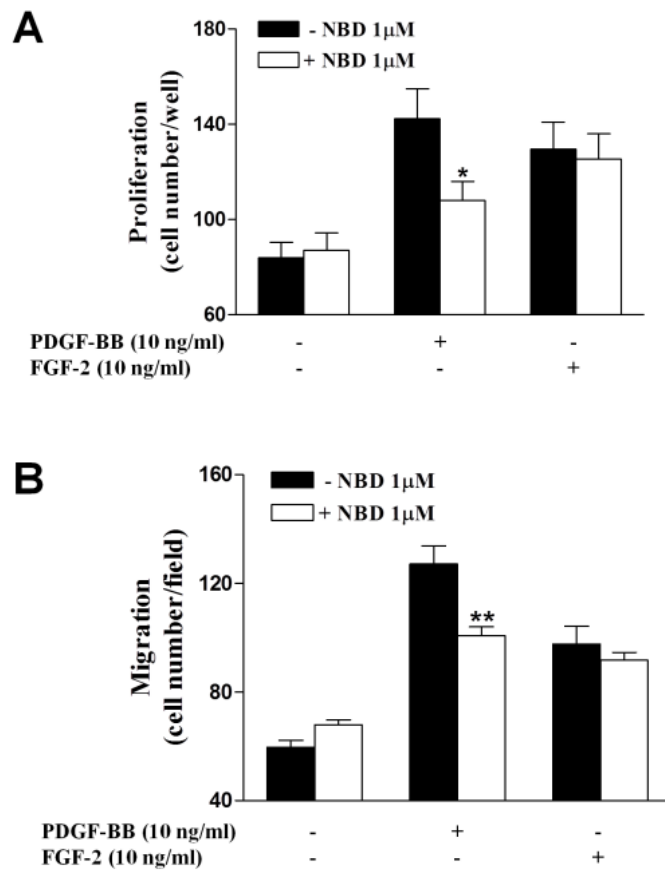 A
180
140
100
60
Proliferation
(cell number/well)
- NBD 1μM
+ NBD 1μM
*
PDGF-BB (10 ng/ml) - + -
FGF-2 (10 ng/ml) - - +
B
160
120
80
40
Migration
(cell number/field)
- NBD 1μM
+ NBD 1μM
**
PDGF-BB (10 ng/ml) - + -
FGF-2 (10 ng/ml) - - +